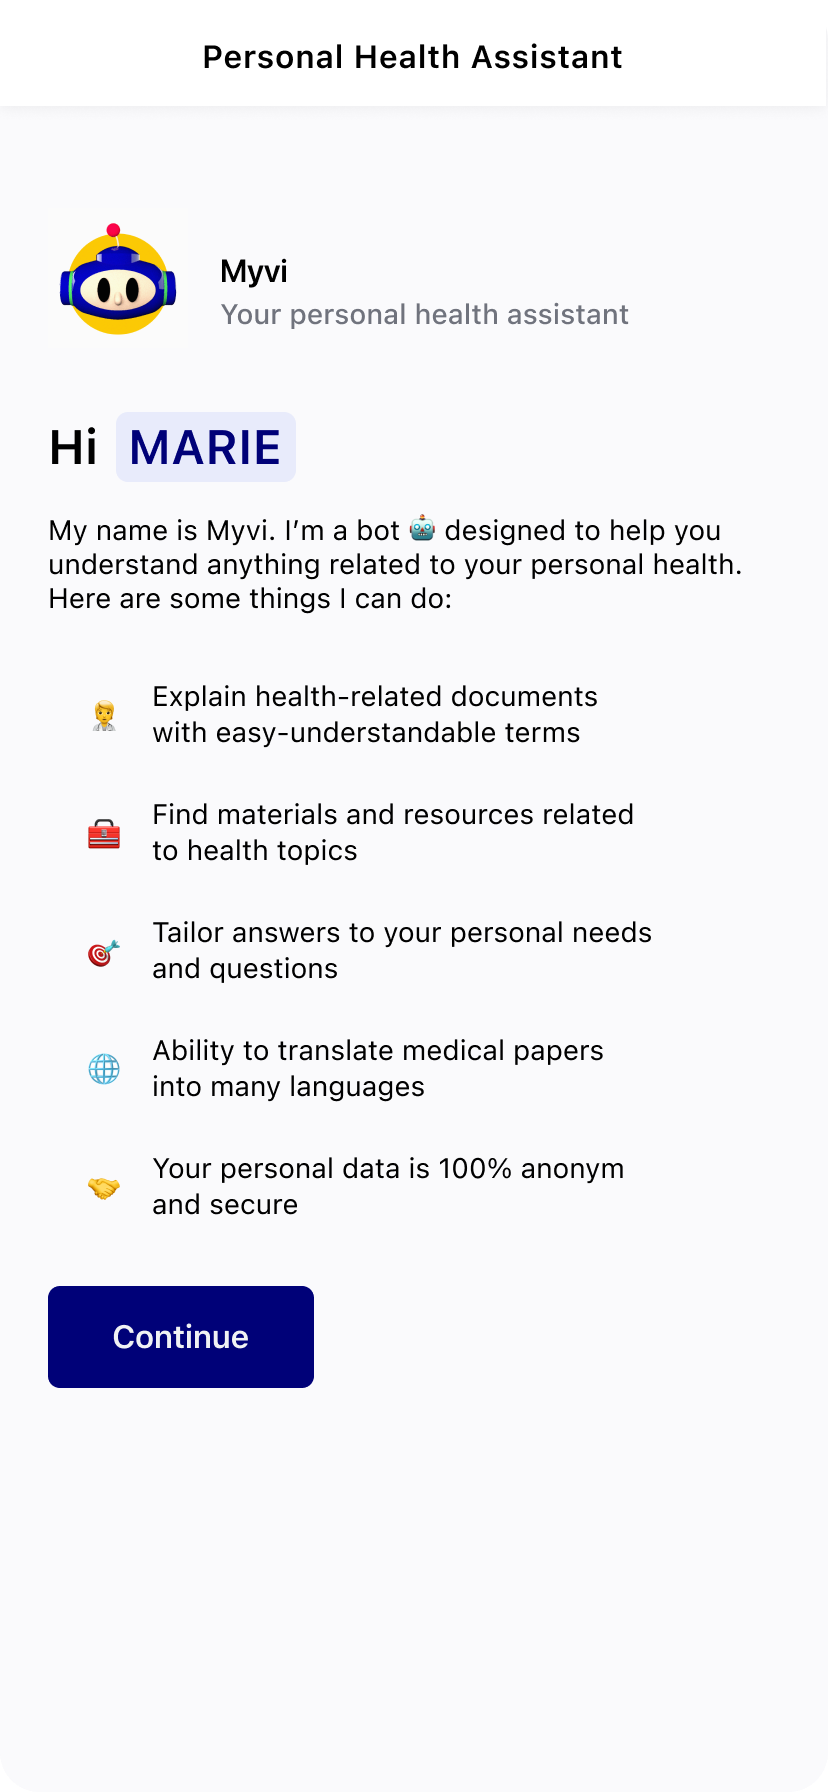 Personal Health Assistant
Myvi
Your personal health assistant
Hi MARIE
My name is Myvi. I’m a bot 🤖 designed to help you
understand anything related to your personal health.
Here are some things I can do:
Explain health-related documents
with easy-understandable terms
Find materials and resources related
to health topics
Tailor answers to your personal needs
and questions
Ability to translate medical papers
into many languages
Your personal data is 100% anonym
and secure
Continue